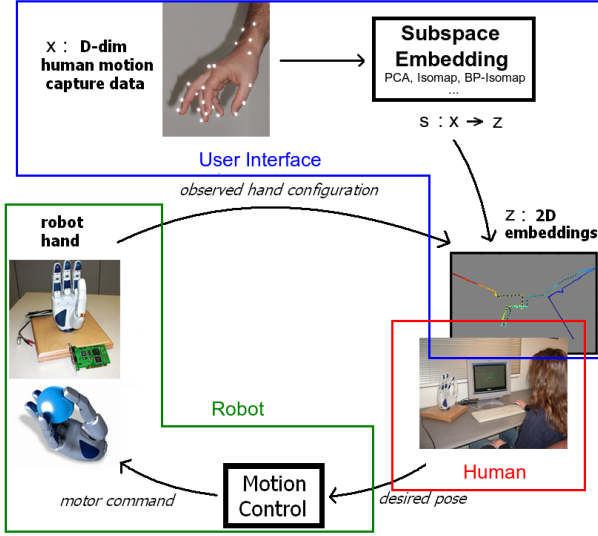 x : D-dim
human motion
capture data
Subspace
Embedding
PCA, Isomap, BP-Isomap
...
s : x → z
User Interface
observed hand configuration
z : 2D
embeddings
robot
hand
Robot
Human
Motion
Control
motor command
desired pose